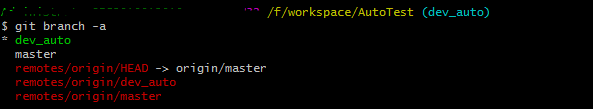 /f/workspace/AutoTest (dev_auto)
$ git branch -a
* dev_auto
master
remotes/origin/HEAD -> origin/master
remotes/origin/dev_auto
remotes/origin/master